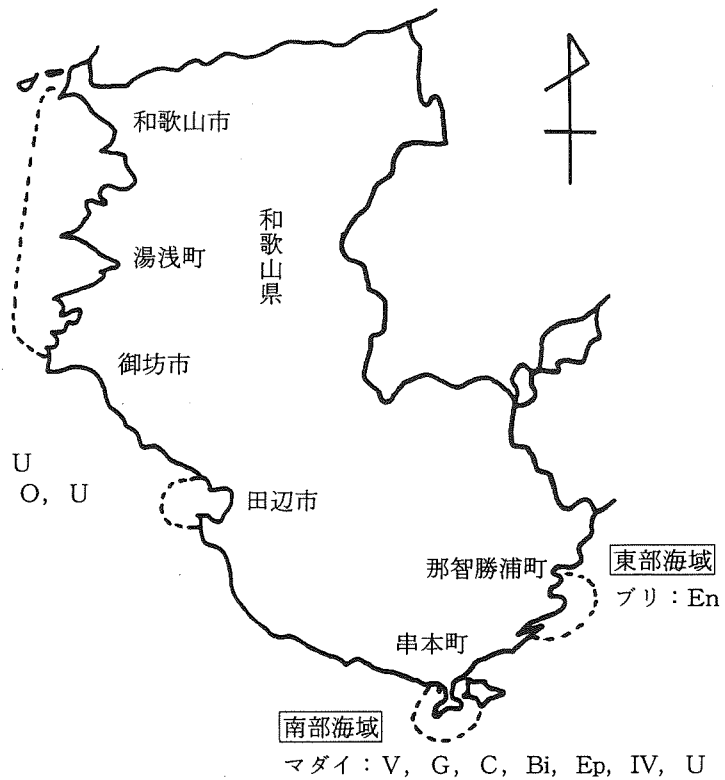 和歌山市
和歌山県
湯浅町
御坊市
U
O, U
田辺市
那智勝浦町
東部海域
ブリ：En
串本町
南部海域
マダイ：V, G, C, Bi, Ep, IV, U